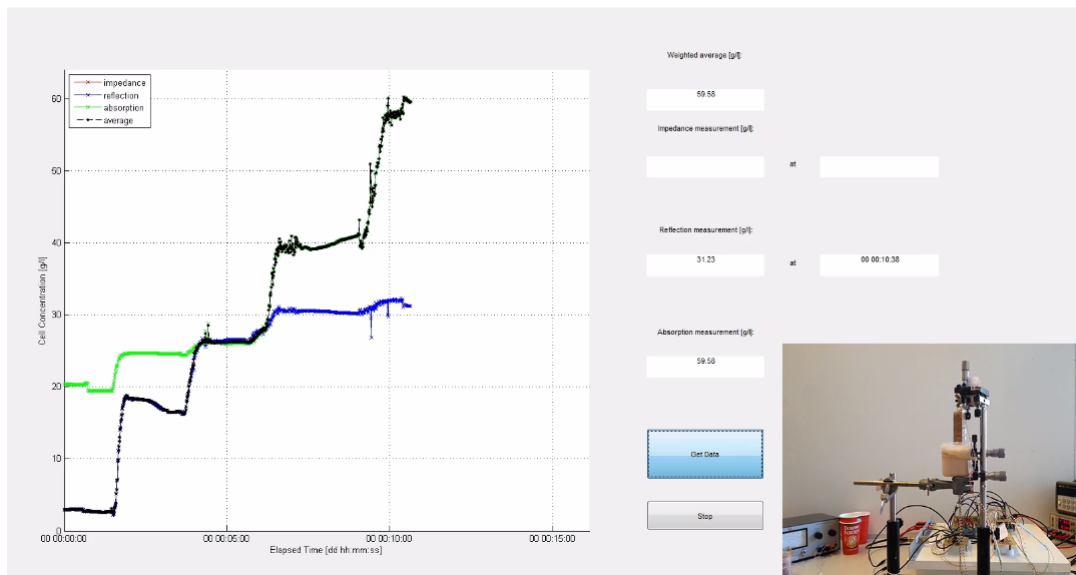 impedance
reflection
absorption
average
60
50
40
30
20
10
0
Cell Concentration [g/l]
00 00:00:00
00 00:05:00
00 00:10:00
00 00:15:00
Elapsed Time [dd hh:mm:ss]
Weighted average [g/l]:
59.58
Impedance measurement [g/l]:
at
Reflection measurement [g/l]:
31.23
at
00 00:10:38
Absorption measurement [g/l]:
59.58
Get Data
Stop